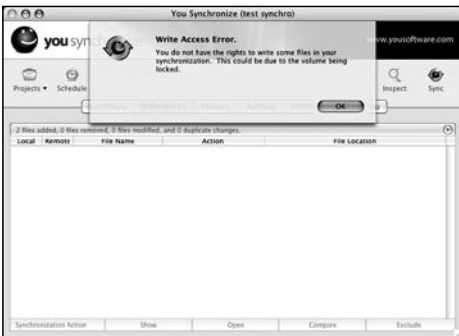 You Synchronize (test synchro)
you syn
www.yousoftware.com
Write Access Error.
You do not have the rights to write some files in your
synchronization. This could be due to the volume being
locked.
OK
Projects
Schedule
Inspect
Sync
2 files added, 0 files removed, 0 files modified, and 0 duplicate changes.
Local Remote File Name Action File Location
Synchronization Action Show Open Compare Exclude